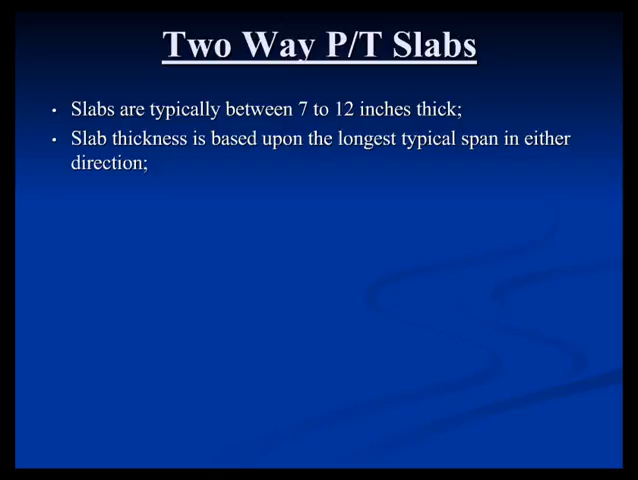 Two Way P/T Slabs
• Slabs are typically between 7 to 12 inches thick;
• Slab thickness is based upon the longest typical span in either
direction;